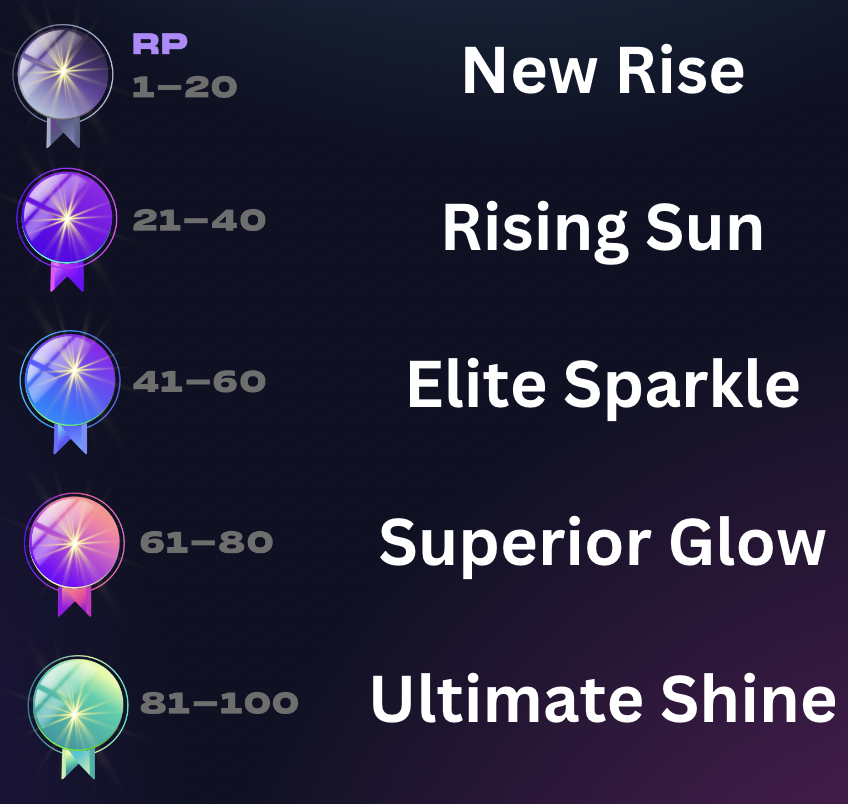 RP
1–20
New Rise
21–40
Rising Sun
41–60
Elite Sparkle
61–80
Superior Glow
81–100
Ultimate Shine